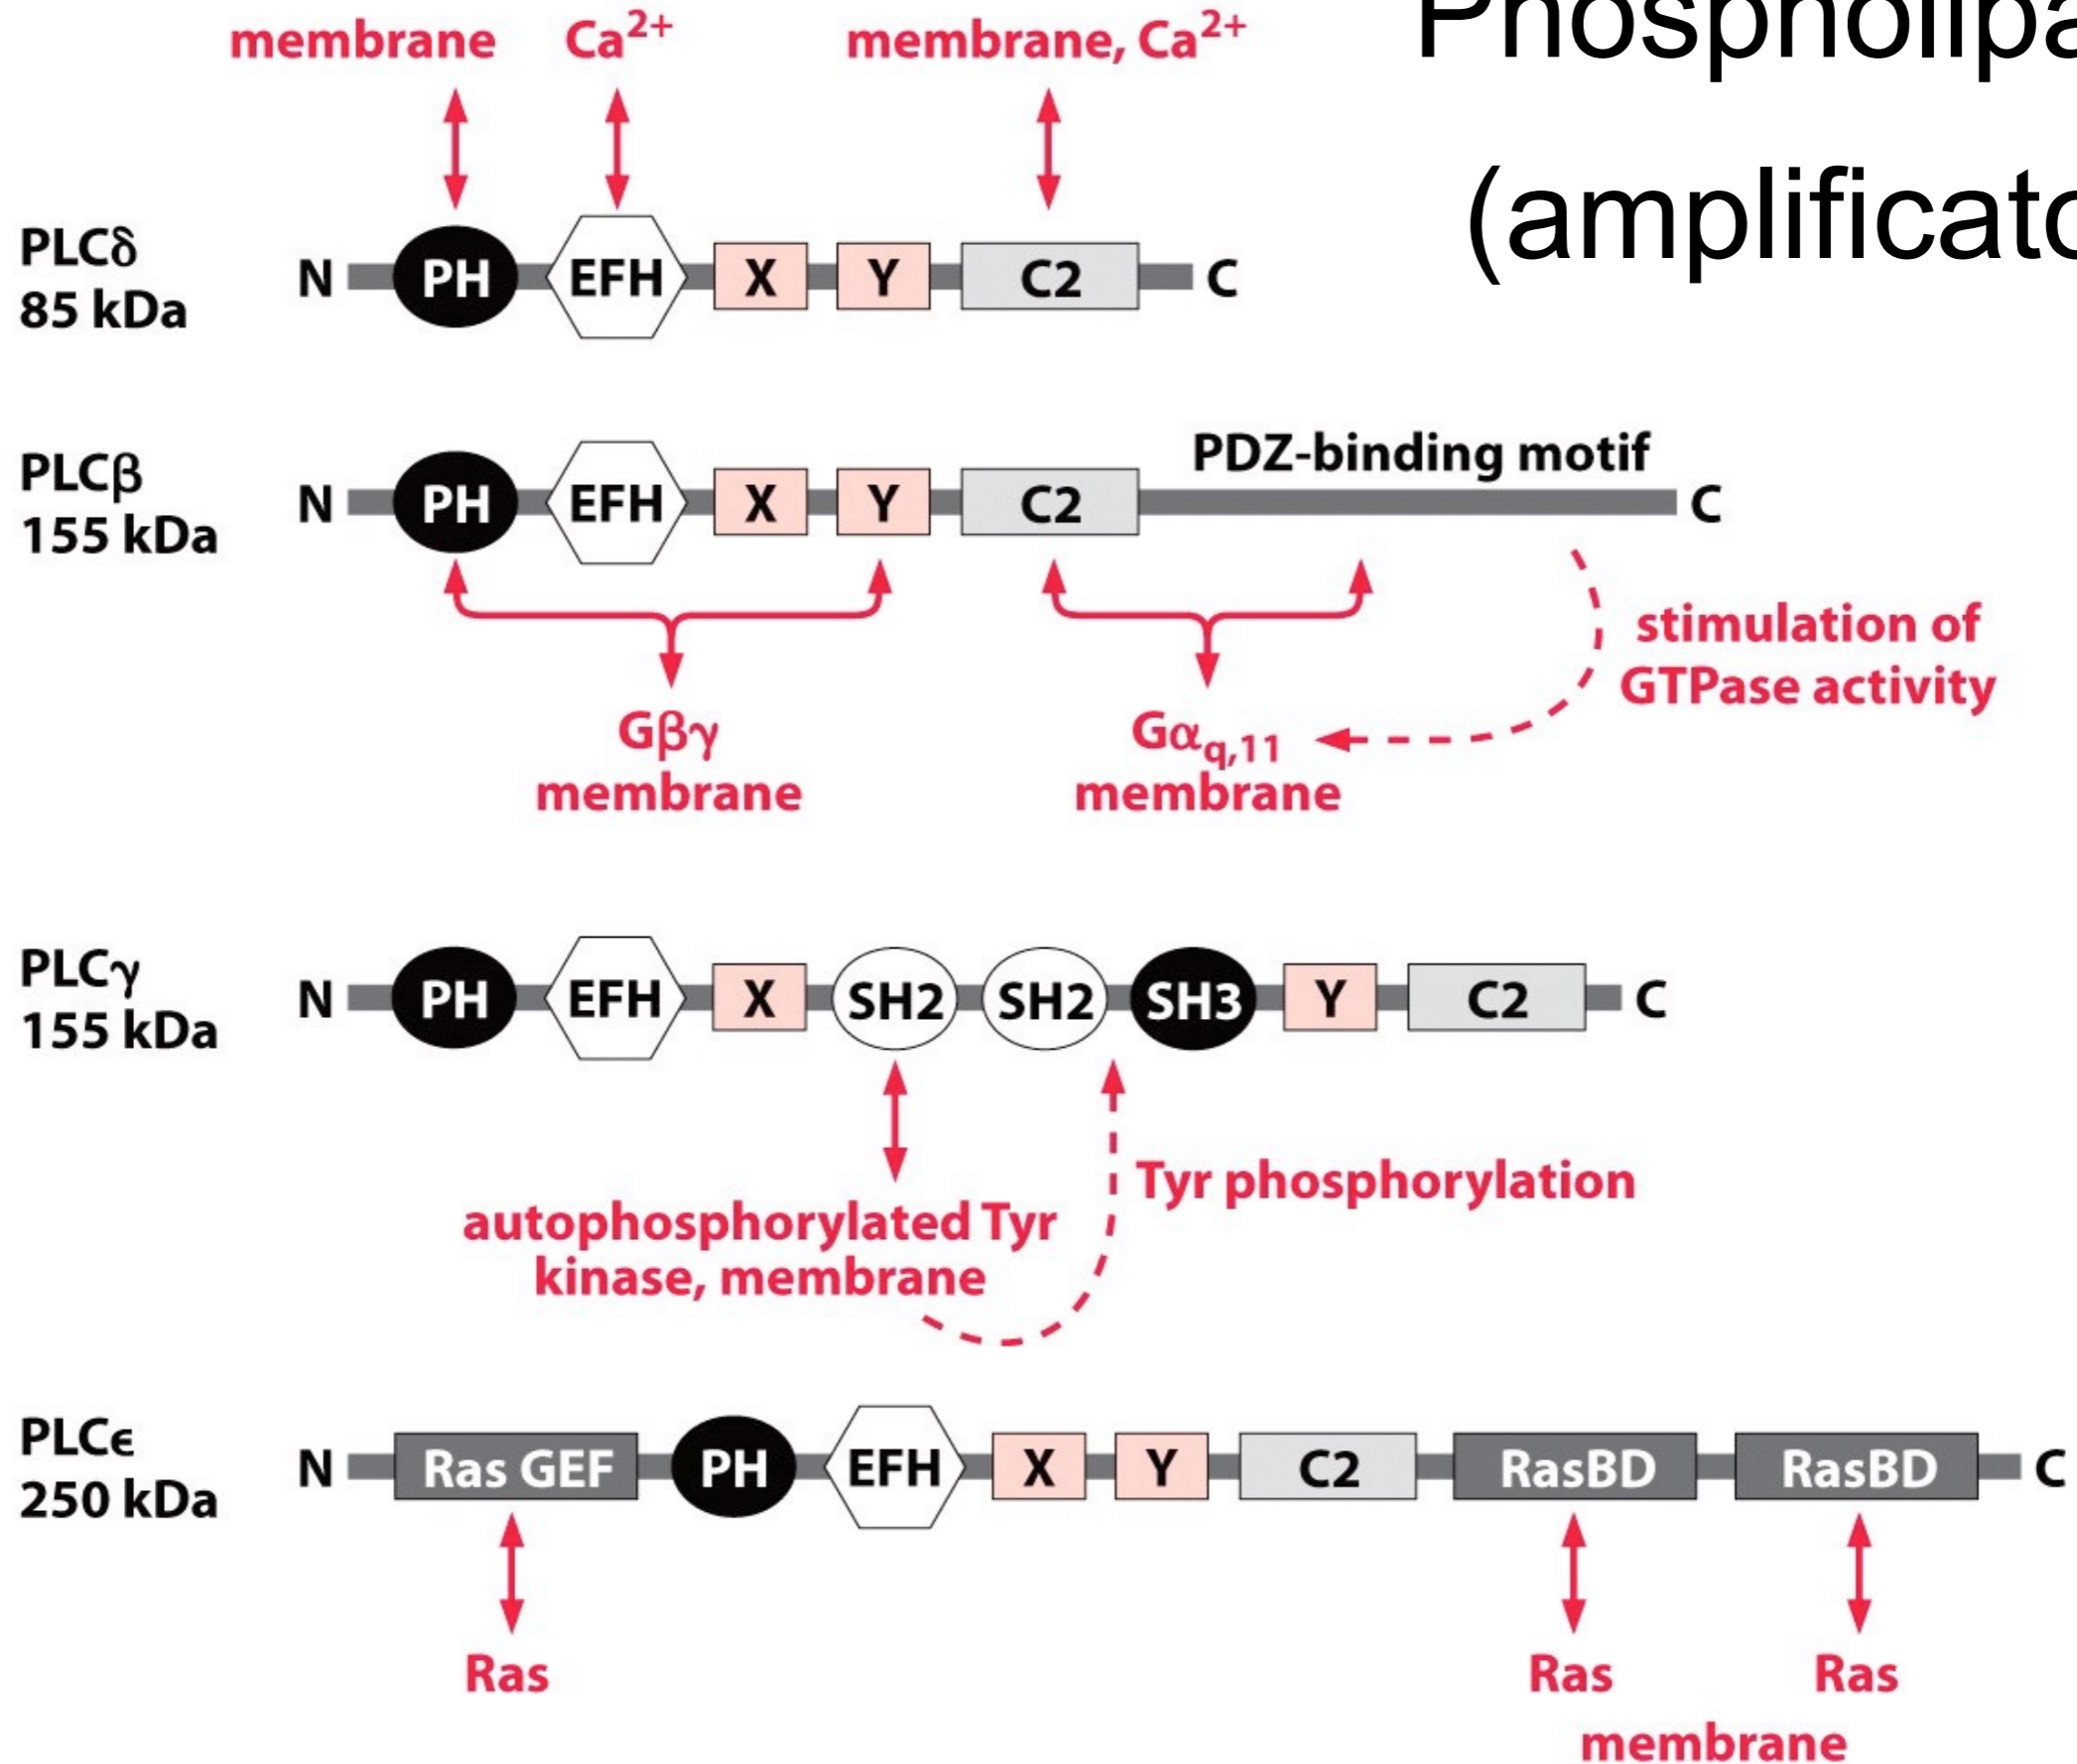 Phospholipa
(amplificato
membrane Ca²⁺ membrane, Ca²⁺
PLCδ
85 kDa
N PH EFH X Y C2 C
PLCβ
155 kDa
PDZ-binding motif
N PH EFH X Y C2 C
stimulation of
GTPase activity
Gβγ
membrane
Gαq,11
membrane
PLCγ
155 kDa
N PH EFH X SH2 SH2 SH3 Y C2 C
Tyr phosphorylation
autophosphorylated Tyr
kinase, membrane
PLCϵ
250 kDa
N Ras GEF PH EFH X Y C2 RasBD RasBD C
Ras Ras Ras
membrane